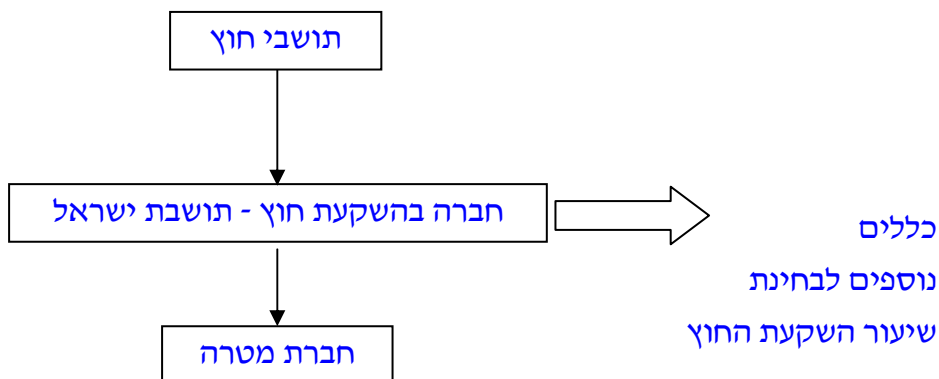 תושבי חוץ
חברה בהשקעת חוץ - תושבת ישראל
כללים
נוספים לבחינת
שיעור השקעת החוץ
חברת מטרה